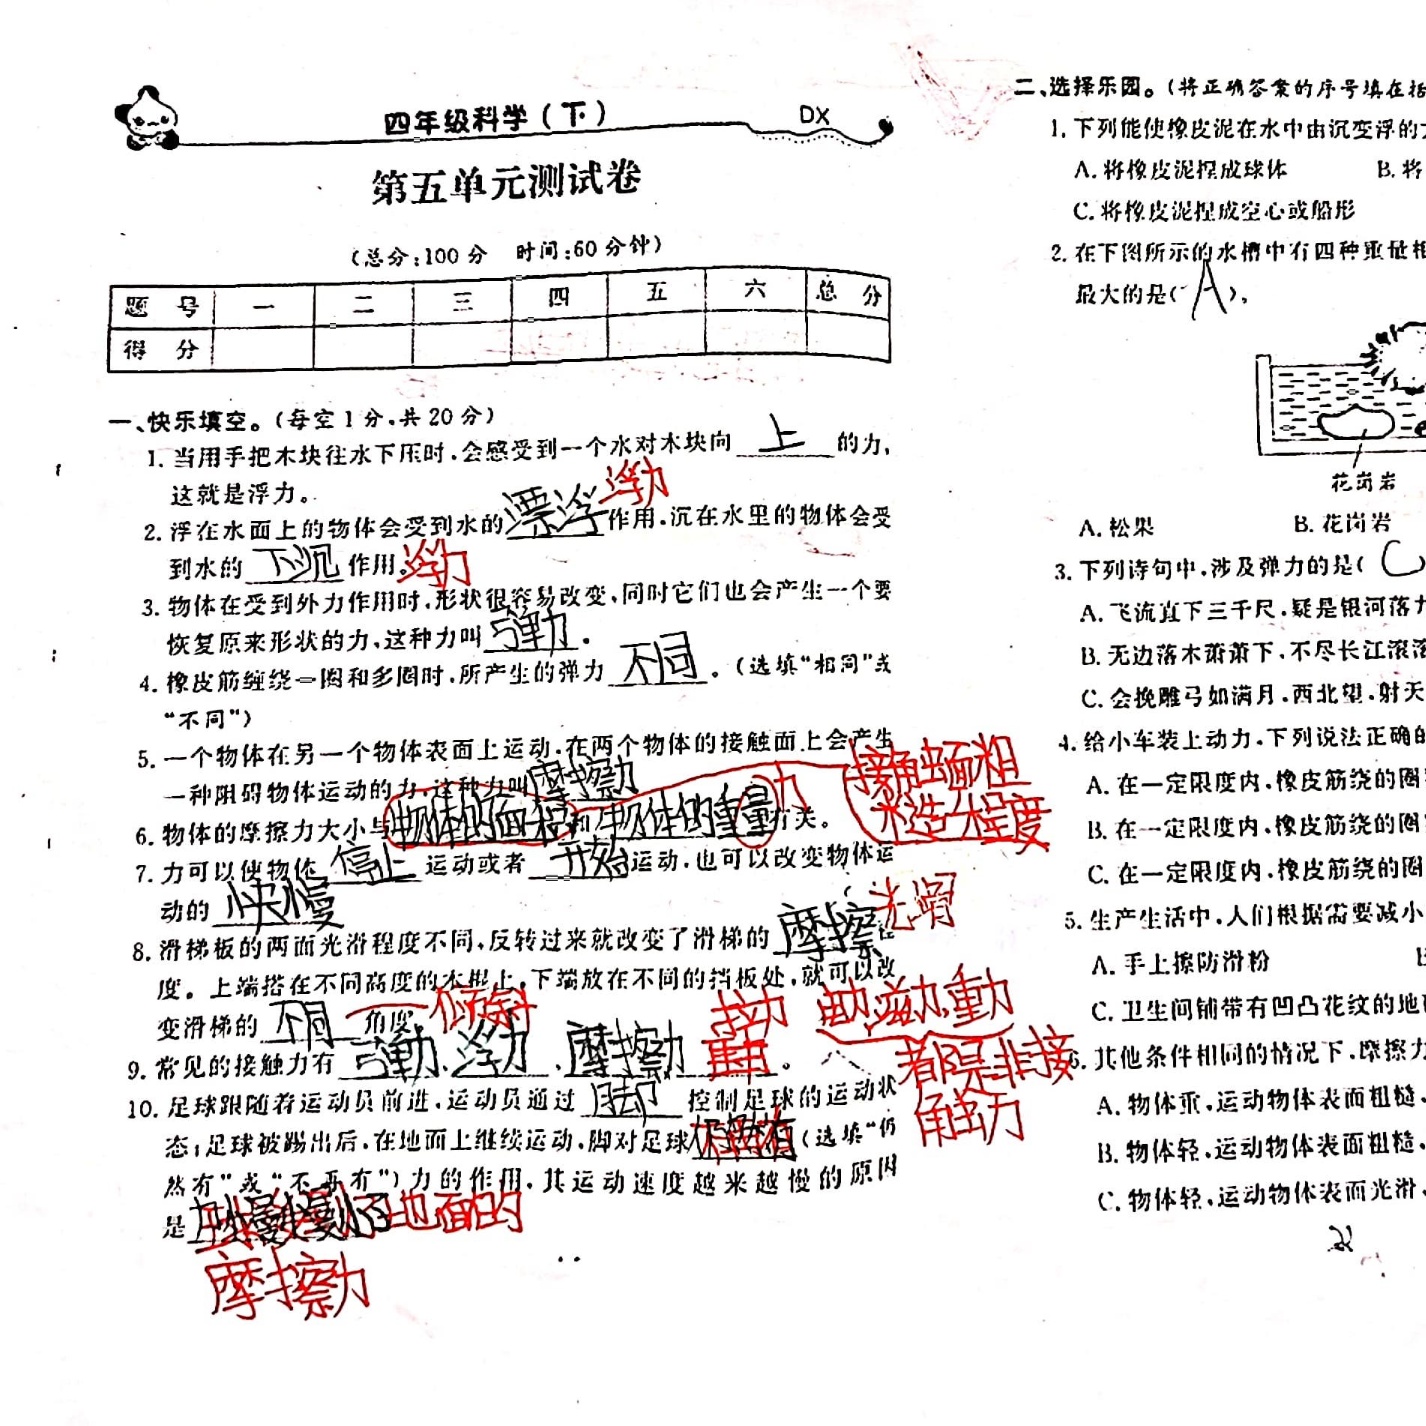 四年级科学(下)
DX
第五单元测试卷
(总分:100分 时间:60分钟)
题 号 一 二 三 四 五 六 总 分
得 分
一、快乐填空。(每空1分,共20分)
1. 当用手把木块往水下压时,会感受到一个水对木块向 上 的力,
这就是浮力。
浮力
2. 浮在水面上的物体会受到水的 漂浮 作用,沉在水里的物体会受
到水的 下沉 作用。 浮力
3. 物体在受到外力作用时,形状很容易改变,同时它们也会产生一个要
恢复原来形状的力,这种力叫 弹力 。
4. 橡皮筋缠绕一圈和多圈时,所产生的弹力 不同 。(选填“相同”或
“不同”)
5. 一个物体在另一个物体表面上运动,在两个物体的接触面上会产生
一种阻碍物体运动的力,这种力叫 摩擦力
接触面粗
糙程度
6. 物体的摩擦力大小与 物体的面积 和 物体的重量 力 有关。
7. 力可以使物体 停止 运动或者 开始 运动,也可以改变物体运
动的 快慢
光滑
8. 滑梯板的两面光滑程度不同,反转过来就改变了滑梯的 摩擦 程
度。上端搭在不同高度的木棍上,下端放在不同的挡板处,就可以改
变滑梯的 不同 角度 倾斜
9. 常见的接触力有 弹力 、 浮力 、 摩擦力
拉力
都是非接
触力
10. 足球跟随着运动员前进,运动员通过 脚 控制足球的运动状
态;足球被踢出后,在地面上继续运动,脚对足球 (选填“仍
然有”或“不再有”)力的作用,其运动速度越来越慢的原因
是 地面的
摩擦力
二、选择乐园。(将正确答案的序号填在括
1. 下列能使橡皮泥在水中由沉变浮的
A. 将橡皮泥捏成球体 B. 将
C. 将橡皮泥捏成空心或船形
2. 在下图所示的水槽中有四种重量相
最大的是( A )。
花岗岩
A. 松果 B. 花岗岩
3. 下列诗句中,涉及弹力的是( C )
A. 飞流直下三千尺,疑是银河落
B. 无边落木萧萧下,不尽长江滚滚
C. 会挽雕弓如满月,西北望,射天
4. 给小车装上动力,下列说法正确的
A. 在一定限度内,橡皮筋绕的圈
B. 在一定限度内,橡皮筋绕的圈
C. 在一定限度内,橡皮筋绕的圈
5. 生产生活中,人们根据需要减小
A. 手上擦防滑粉
C. 卫生间铺带有凹凸花纹的地
6. 其他条件相同的情况下,摩擦力
A. 物体重,运动物体表面粗糙、
B. 物体轻,运动物体表面粗糙、
C. 物体轻,运动物体表面光滑、